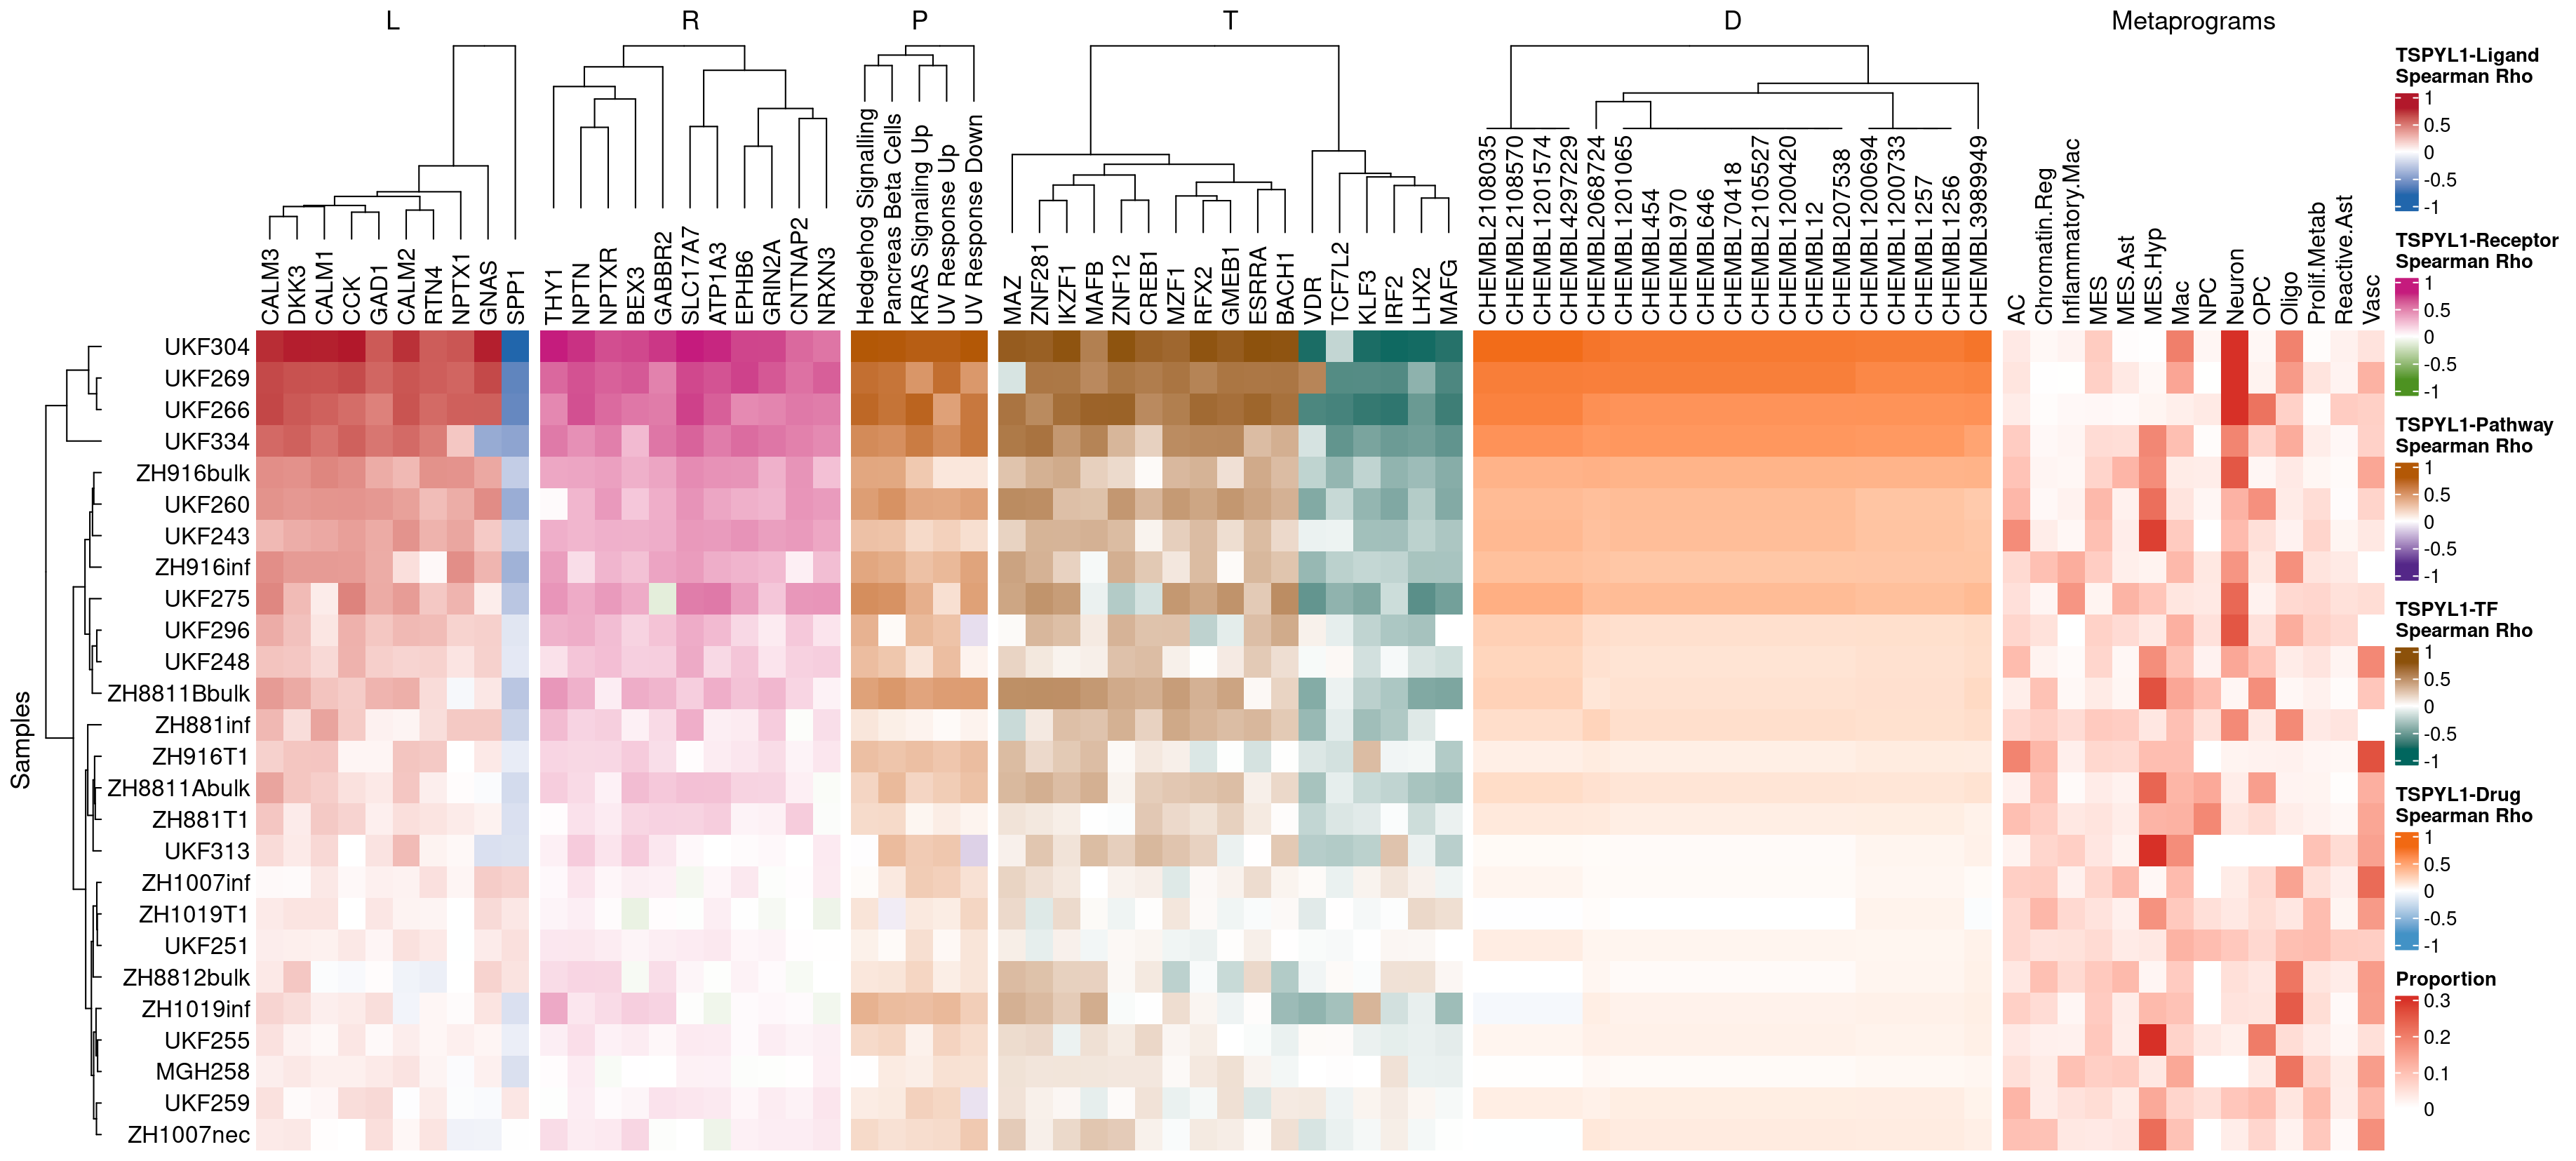 L
R
P
T
D
Metaprograms
CALM3
DKK3
CALM1
CCK
GAD1
CALM2
RTN4
NPTX1
GNAS
SPP1
THY1
NPTN
NPTXR
BEX3
GABBR2
SLC17A7
ATP1A3
EPHB6
GRIN2A
CNTNAP2
NRXN3
Hedgehog Signalling
Pancreas Beta Cells
KRAS Signaling Up
UV Response Up
UV Response Down
MAZ
ZNF281
IKZF1
MAFB
ZNF12
CREB1
MZF1
RFX2
GMEB1
ESRRA
BACH1
VDR
TCF7L2
KLF3
IRF2
LHX2
MAFG
CHEMBL2108035
CHEMBL2108570
CHEMBL1201574
CHEMBL4297229
CHEMBL2068724
CHEMBL1201065
CHEMBL454
CHEMBL970
CHEMBL646
CHEMBL70418
CHEMBL2105527
CHEMBL1200420
CHEMBL12
CHEMBL207538
CHEMBL1200694
CHEMBL1200733
CHEMBL1257
CHEMBL1256
CHEMBL3989949
AC
Chromatin.Reg
Inflammatory.Mac
MES
MES.Ast
MES.Hyp
Mac
NPC
Neuron
OPC
Oligo
Prolif.Metab
Reactive.Ast
Vasc
Samples
UKF304
UKF269
UKF266
UKF334
ZH916bulk
UKF260
UKF243
ZH916inf
UKF275
UKF296
UKF248
ZH8811Bbulk
ZH881inf
ZH916T1
ZH8811Abulk
ZH881T1
UKF313
ZH1007inf
ZH1019T1
UKF251
ZH8812bulk
ZH1019inf
UKF255
MGH258
UKF259
ZH1007nec
TSPYL1-Ligand
Spearman Rho
1
0.5
0
-0.5
-1
TSPYL1-Receptor
Spearman Rho
1
0.5
0
-0.5
-1
TSPYL1-Pathway
Spearman Rho
1
0.5
0
-0.5
-1
TSPYL1-TF
Spearman Rho
1
0.5
0
-0.5
-1
TSPYL1-Drug
Spearman Rho
1
0.5
0
-0.5
-1
Proportion
0.3
0.2
0.1
0